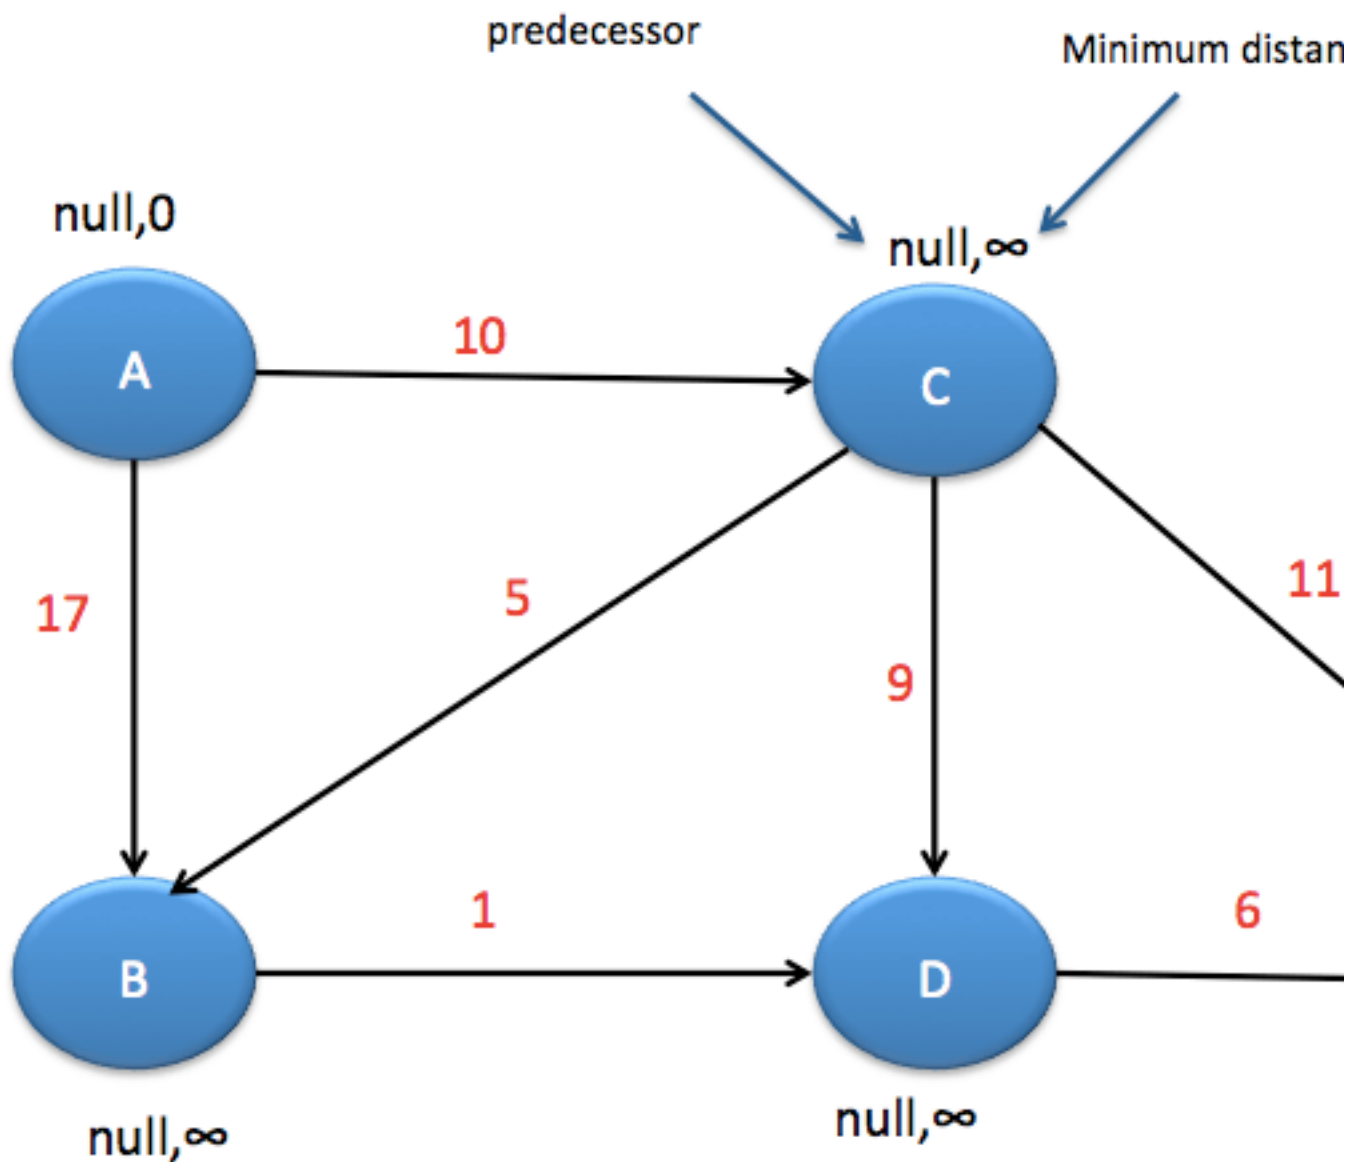 predecessor
Minimum distan
null,0
null,∞
10
A
C
17
5
11
9
1
6
B
D
null,∞
null,∞